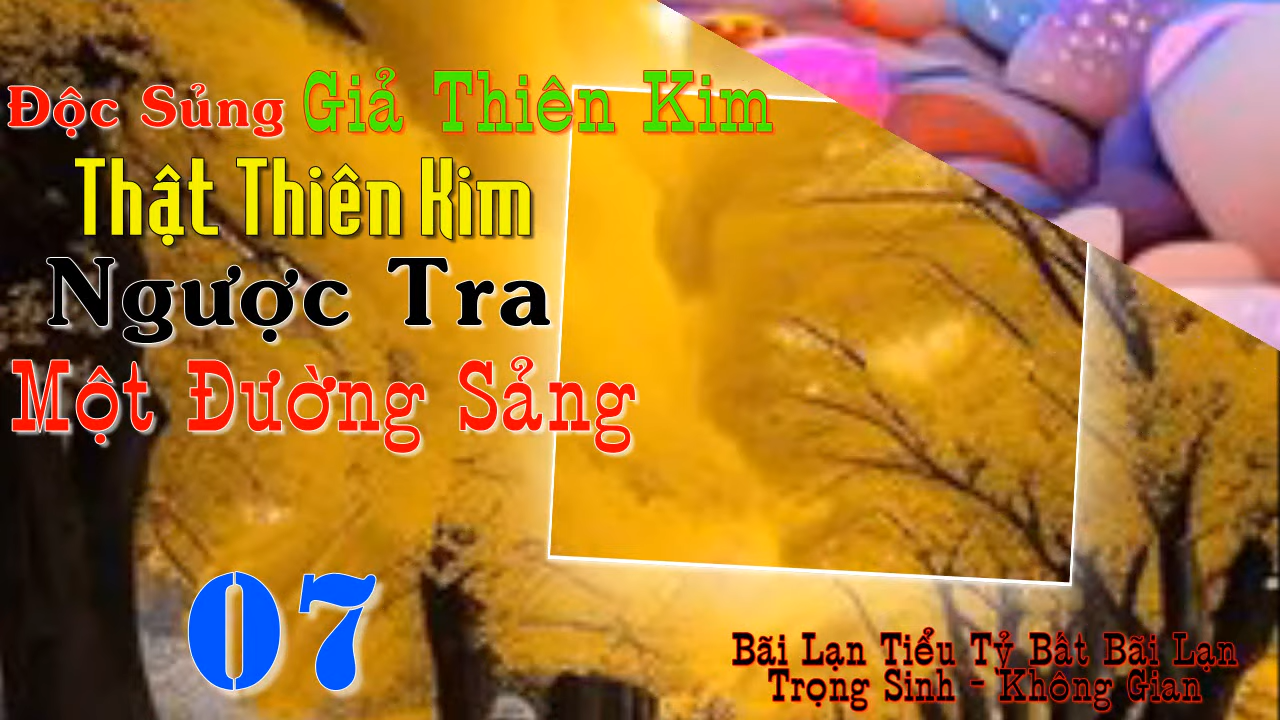 Độc Sủng Giả Thiên Kim
Thật Thiên Kim
Ngược Tra
Một Đường Sảng
07
Bãi Lạn Tiểu Tỷ Bât Bãi Lạn
Trọng Sinh - Không Gian